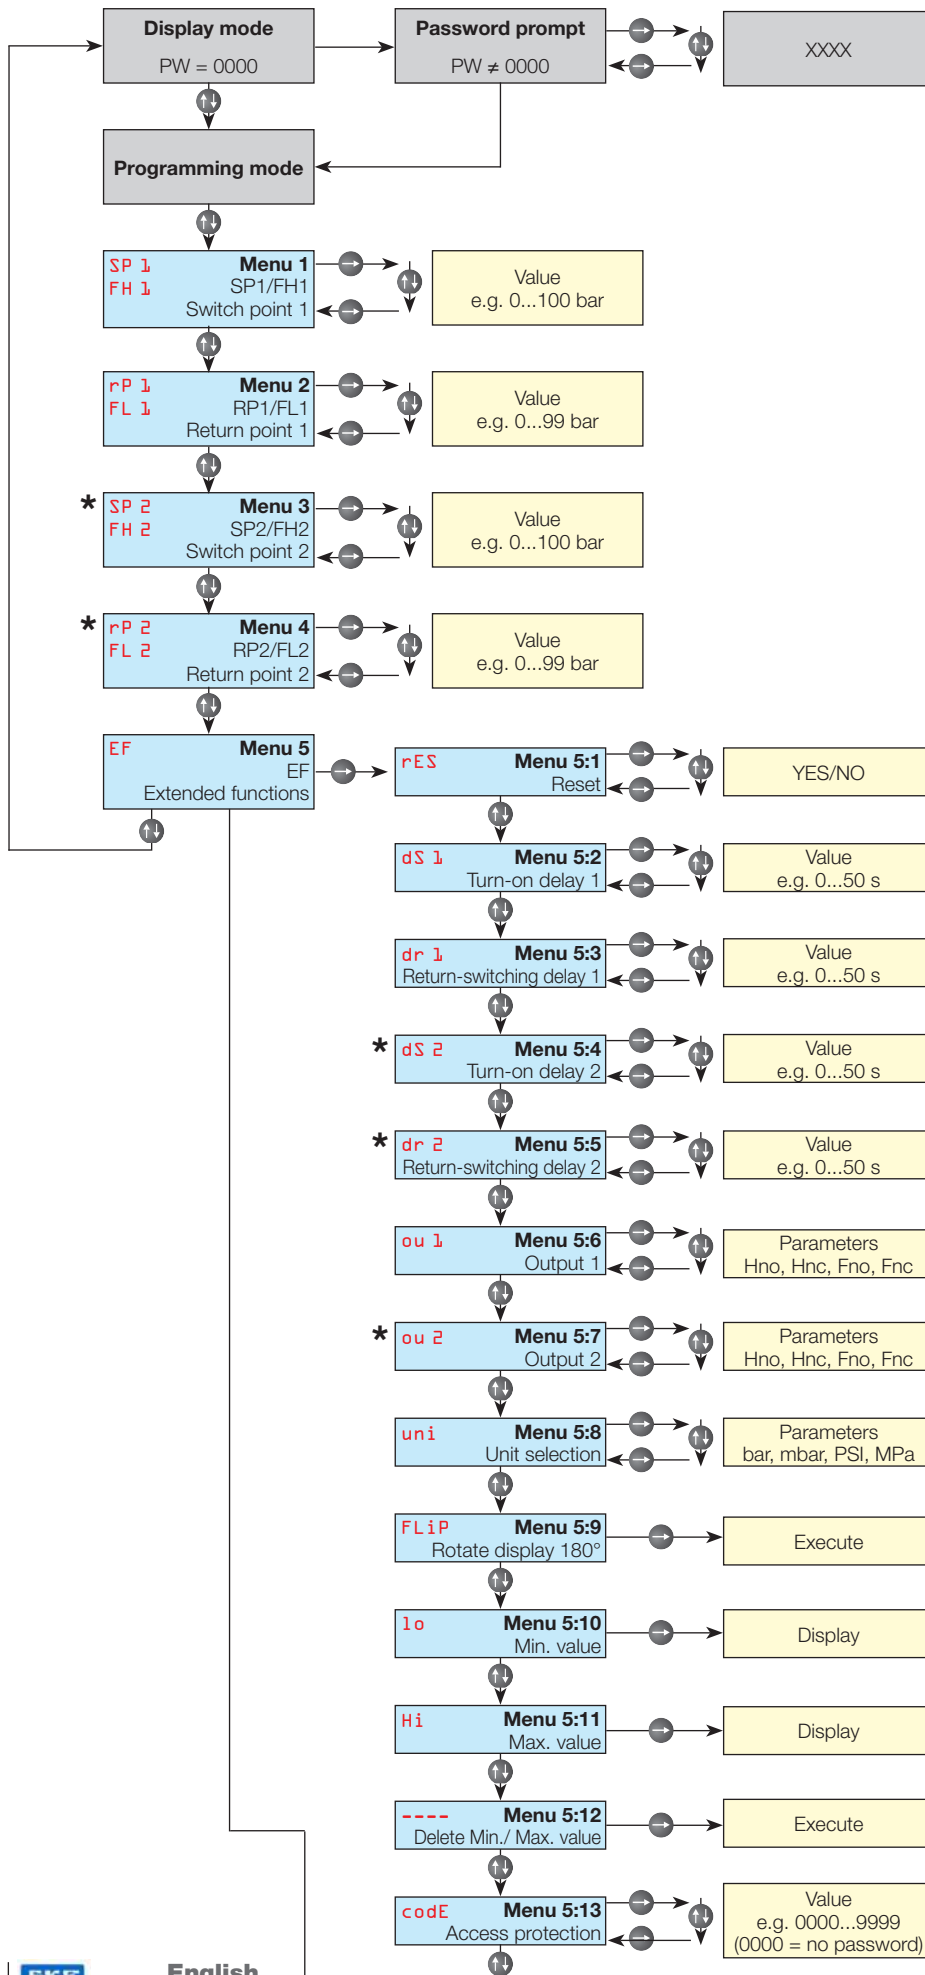 Display mode
PW = 0000
Password prompt
PW ≠ 0000
XXXX
Programming mode
SP 1 Menu 1
FH 1 SP1/FH1
Switch point 1
Value
e.g. 0...100 bar
rP 1 Menu 2
FL 1 RP1/FL1
Return point 1
Value
e.g. 0...99 bar
* SP 2 Menu 3
FH 2 SP2/FH2
Switch point 2
Value
e.g. 0...100 bar
* rP 2 Menu 4
FL 2 RP2/FL2
Return point 2
Value
e.g. 0...99 bar
EF Menu 5
EF
Extended functions
rES Menu 5:1
Reset
YES/NO
dS 1 Menu 5:2
Turn-on delay 1
Value
e.g. 0...50 s
dr 1 Menu 5:3
Return-switching delay 1
Value
e.g. 0...50 s
* dS 2 Menu 5:4
Turn-on delay 2
Value
e.g. 0...50 s
* dr 2 Menu 5:5
Return-switching delay 2
Value
e.g. 0...50 s
ou 1 Menu 5:6
Output 1
Parameters
Hno, Hnc, Fno, Fnc
* ou 2 Menu 5:7
Output 2
Parameters
Hno, Hnc, Fno, Fnc
uni Menu 5:8
Unit selection
Parameters
bar, mbar, PSI, MPa
FLiP Menu 5:9
Rotate display 180°
Execute
lo Menu 5:10
Min. value
Display
Hi Menu 5:11
Max. value
Display
---- Menu 5:12
Delete Min./ Max. value
Execute
codE Menu 5:13
Access protection
Value
e.g. 0000...9999
(0000 = no password)
English